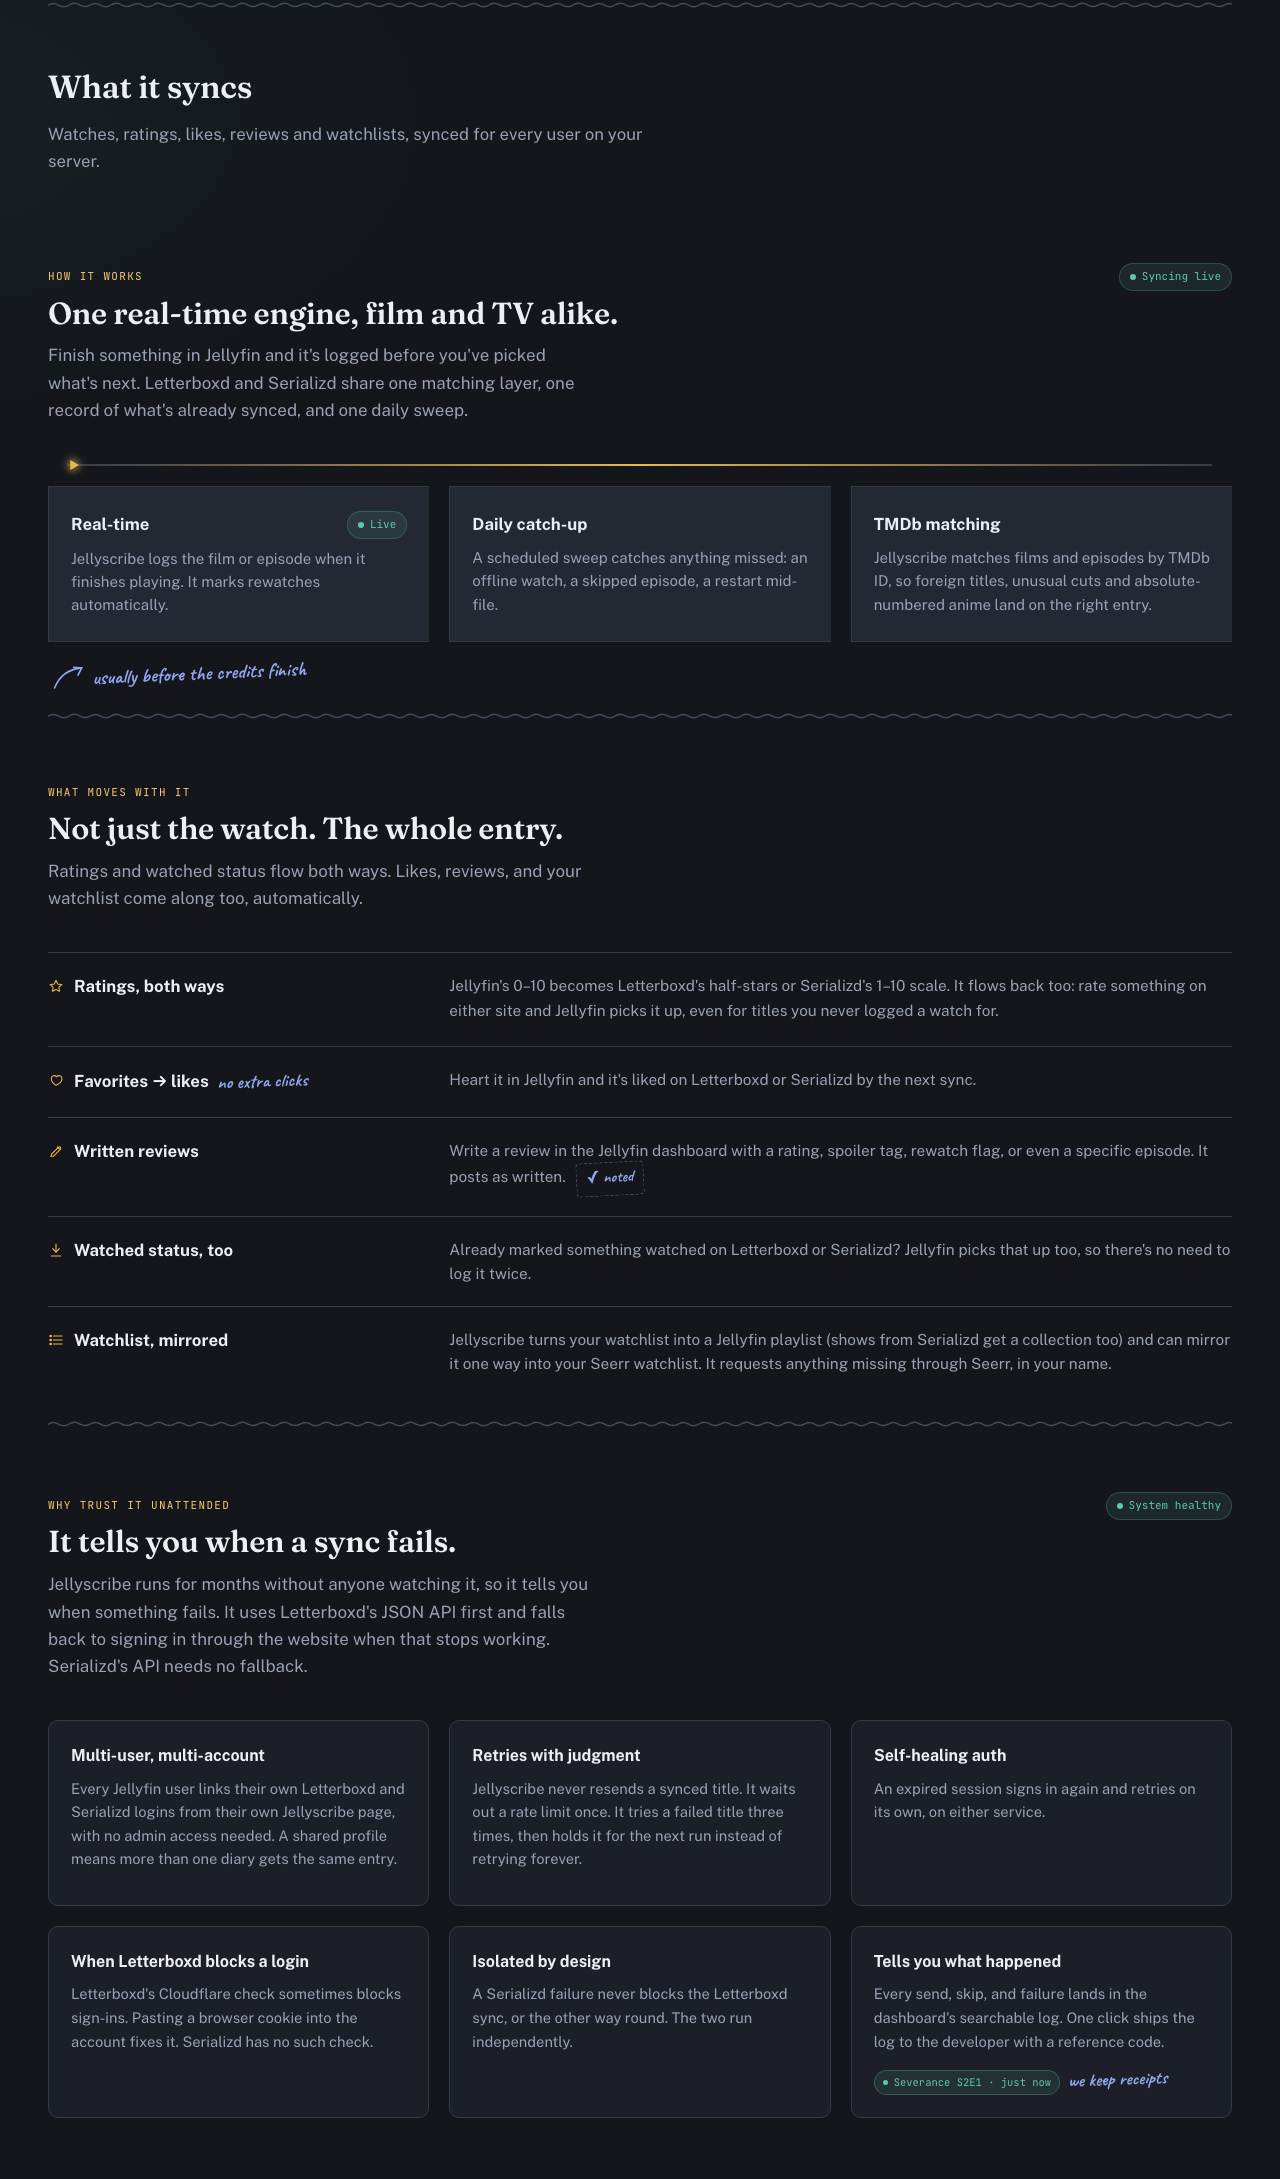 What it syncs
Watches, ratings, likes, reviews and watchlists, synced for every user on your
server.
HOW IT WORKS
Syncing live
One real-time engine, film and TV alike.
Finish something in Jellyfin and it's logged before you've picked
what's next. Letterboxd and Serializd share one matching layer, one
record of what's already synced, and one daily sweep.
Real-time
Live
Jellyscribe logs the film or episode when it
finishes playing. It marks rewatches
automatically.
Daily catch-up
A scheduled sweep catches anything missed: an
offline watch, a skipped episode, a restart mid-
file.
TMDb matching
Jellyscribe matches films and episodes by TMDb
ID, so foreign titles, unusual cuts and absolute-
numbered anime land on the right entry.
usually before the credits finish
WHAT MOVES WITH IT
Not just the watch. The whole entry.
Ratings and watched status flow both ways. Likes, reviews, and your
watchlist come along too, automatically.
Ratings, both ways
Jellyfin's 0–10 becomes Letterboxd's half-stars or Serializd's 1–10 scale. It flows back too: rate something on
either site and Jellyfin picks it up, even for titles you never logged a watch for.
Favorites → likes no extra clicks
Heart it in Jellyfin and it's liked on Letterboxd or Serializd by the next sync.
Written reviews
Write a review in the Jellyfin dashboard with a rating, spoiler tag, rewatch flag, or even a specific episode. It
posts as written. ✓ noted
Watched status, too
Already marked something watched on Letterboxd or Serializd? Jellyfin picks that up too, so there's no need to
log it twice.
Watchlist, mirrored
Jellyscribe turns your watchlist into a Jellyfin playlist (shows from Serializd get a collection too) and can mirror
it one way into your Seerr watchlist. It requests anything missing through Seerr, in your name.
WHY TRUST IT UNATTENDED
System healthy
It tells you when a sync fails.
Jellyscribe runs for months without anyone watching it, so it tells you
when something fails. It uses Letterboxd's JSON API first and falls
back to signing in through the website when that stops working.
Serializd's API needs no fallback.
Multi-user, multi-account
Every Jellyfin user links their own Letterboxd and
Serializd logins from their own Jellyscribe page,
with no admin access needed. A shared profile
means more than one diary gets the same entry.
Retries with judgment
Jellyscribe never resends a synced title. It waits
out a rate limit once. It tries a failed title three
times, then holds it for the next run instead of
retrying forever.
Self-healing auth
An expired session signs in again and retries on
its own, on either service.
When Letterboxd blocks a login
Letterboxd's Cloudflare check sometimes blocks
sign-ins. Pasting a browser cookie into the
account fixes it. Serializd has no such check.
Isolated by design
A Serializd failure never blocks the Letterboxd
sync, or the other way round. The two run
independently.
Tells you what happened
Every send, skip, and failure lands in the
dashboard's searchable log. One click ships the
log to the developer with a reference code.
Severance S2E1 · just now we keep receipts